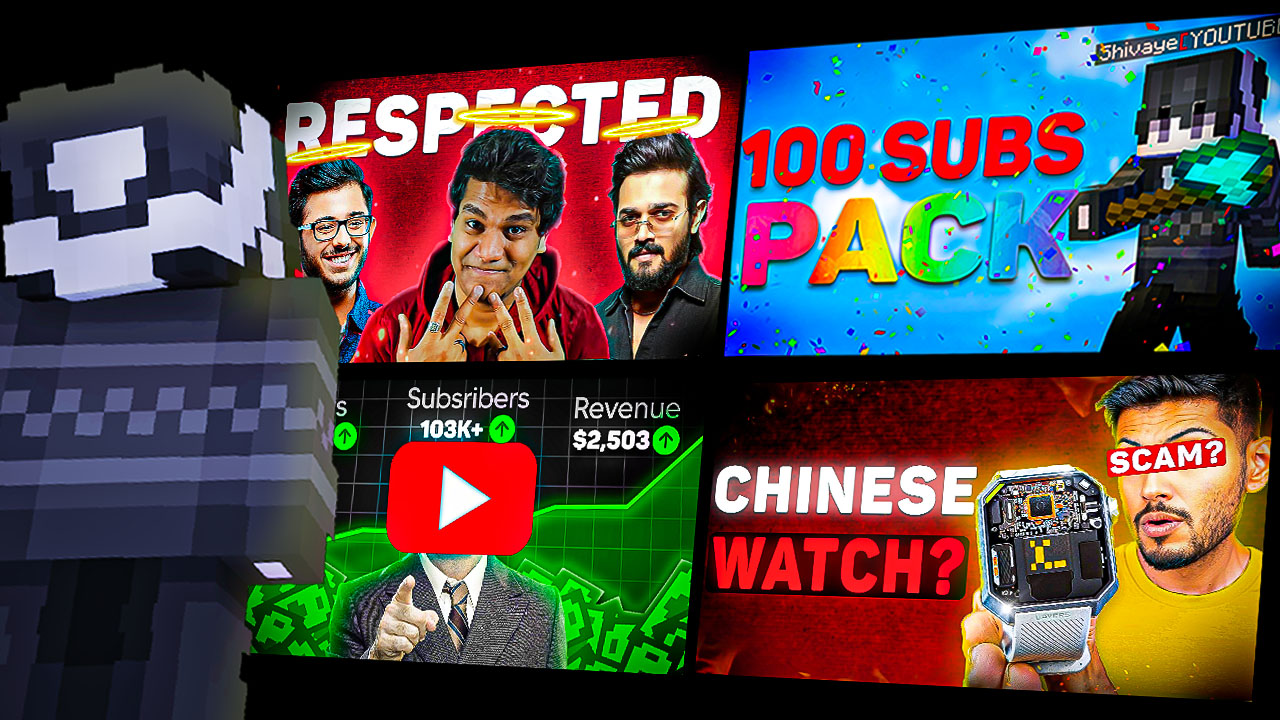 RESPECTED
Shivaye[YOUTUBE
100 SUBS
PACK
s
Subsribers
103K+
Revenue
$2,503
CHINESE
WATCH?
SCAM?